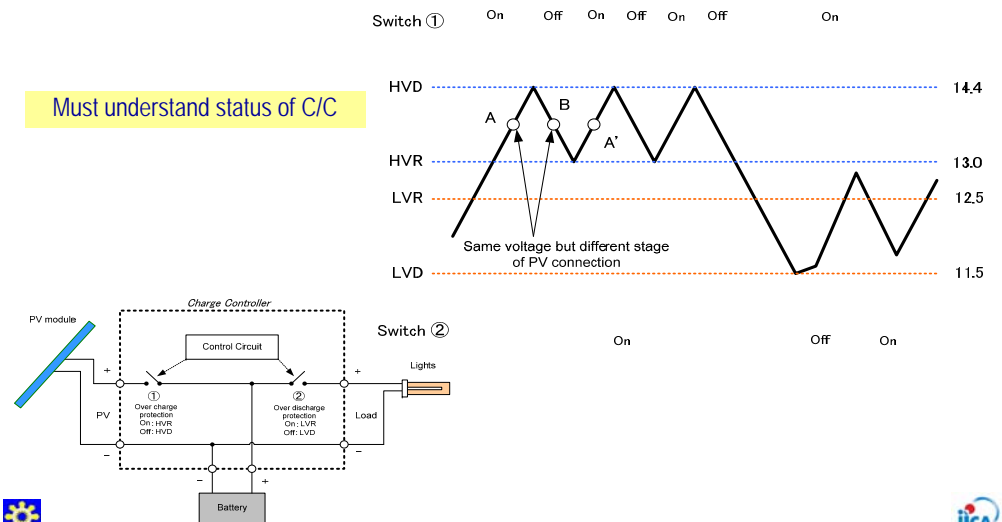 Switch ① On Off On Off On Off On
Must understand status of C/C
HVD 14.4
A B
A'
HVR 13.0
LVR 12.5
Same voltage but different stage
of PV connection
LVD 11.5
Switch ② On Off On
Charge Controller
PV module
Control Circuit
Lights
+ +
① ②
Over charge
protection
On: HVR
Off: HVD
Over discharge
protection
On: LVR
Off: LVD
PV Load
− −
− +
Battery
jica